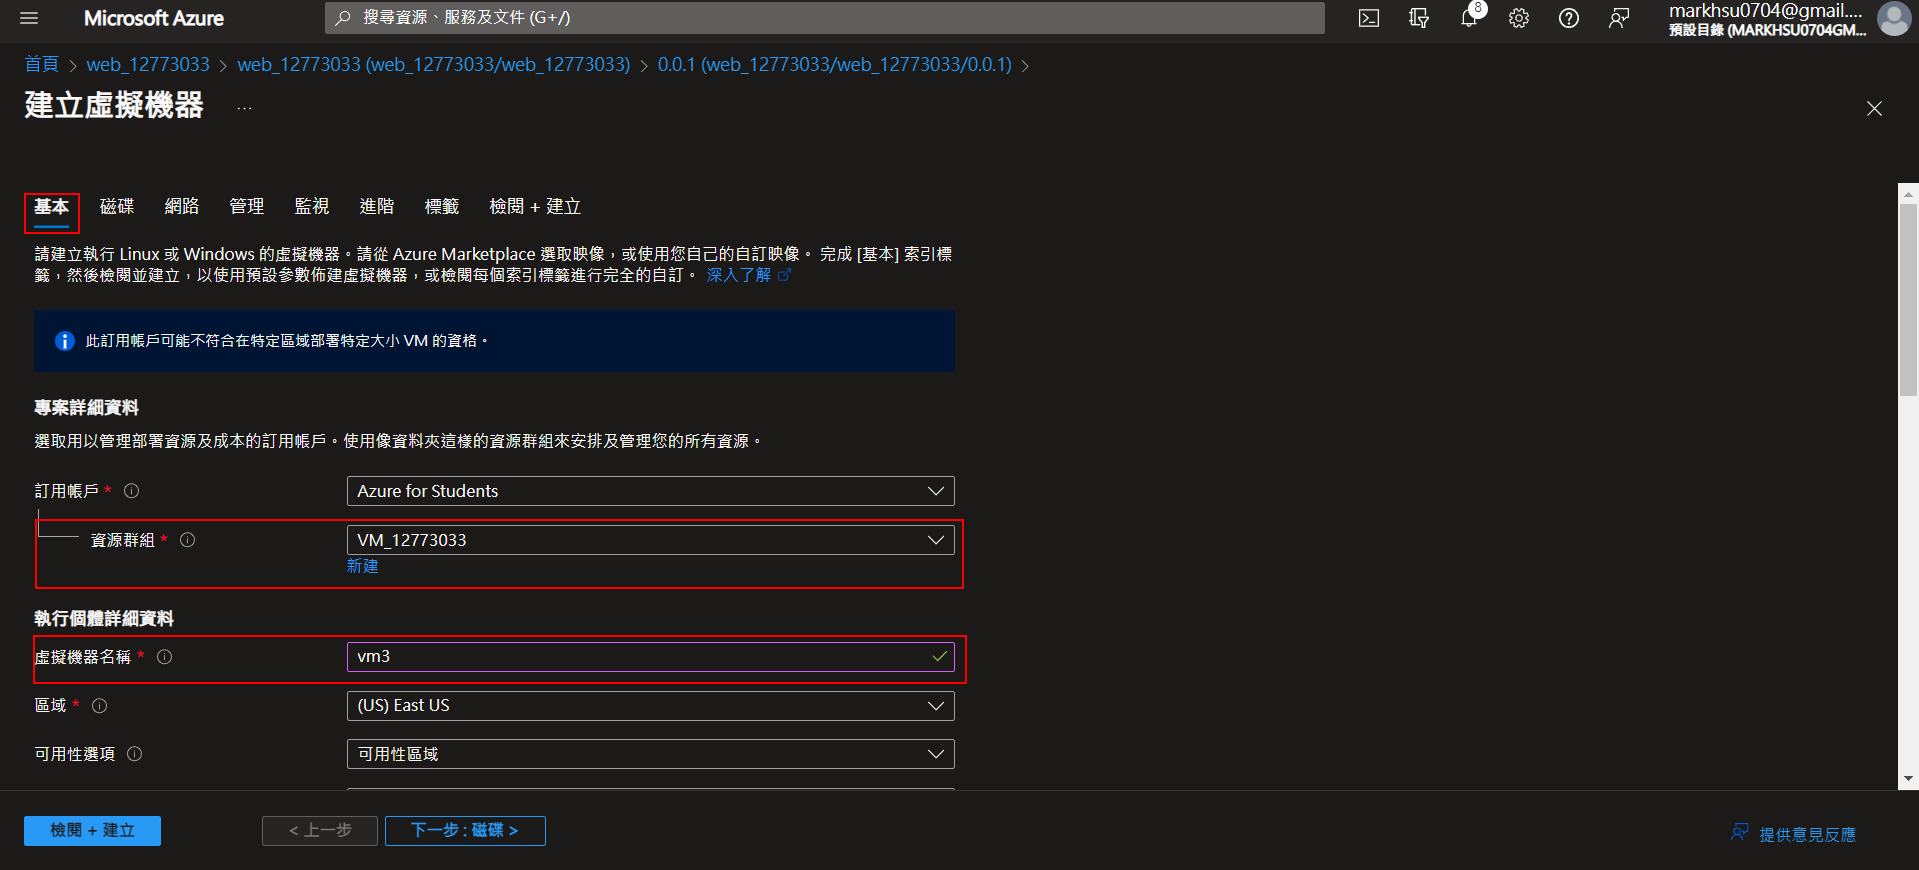 Microsoft Azure
搜尋資源、服務及文件 (G+/)
8
markhsu0704@gmail....
預設目錄 (MARKHSU0704GM...
首頁 > web_12773033 > web_12773033 (web_12773033/web_12773033) > 0.0.1 (web_12773033/web_12773033/0.0.1) >
建立虛擬機器 ...
基本 磁碟 網路 管理 監視 進階 標籤 檢閱 + 建立
請建立執行 Linux 或 Windows 的虛擬機器。請從 Azure Marketplace 選取映像，或使用您自己的自訂映像。 完成 [基本] 索引標
籤，然後檢閱並建立，以使用預設參數佈建虛擬機器，或檢閱每個索引標籤進行完全的自訂。 深入了解
此訂用帳戶可能不符合在特定區域部署特定大小 VM 的資格。
專案詳細資料
選取用以管理部署資源及成本的訂用帳戶。使用像資料夾這樣的資源群組來安排及管理您的所有資源。
訂用帳戶 * Azure for Students
資源群組 * VM_12773033
新建
執行個體詳細資料
虛擬機器名稱 * vm3
區域 * (US) East US
可用性選項 可用性區域
檢閱 + 建立 < 上一步 下一步 : 磁碟 > 提供意見反應